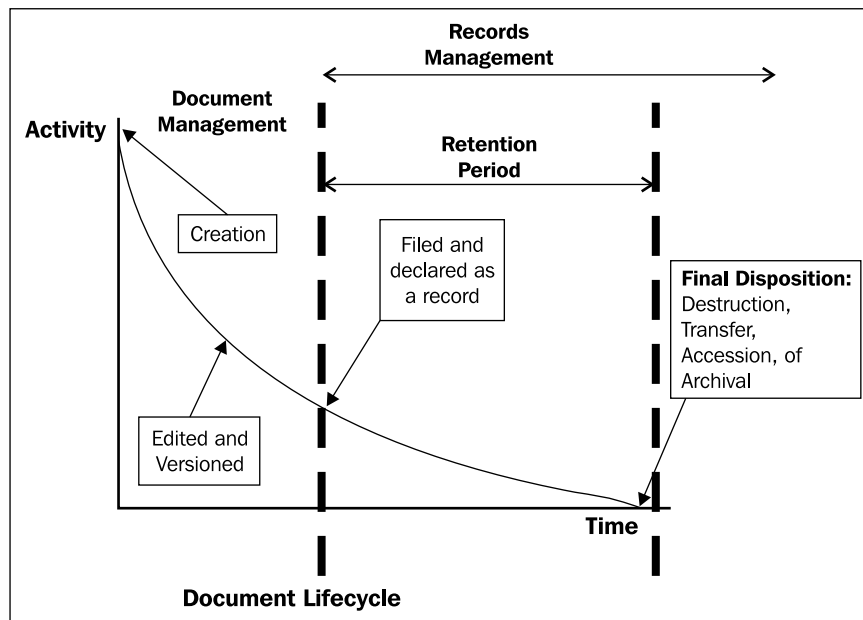 Records
Management
Document
Management
Activity
Retention
Period
Creation
Filed and
declared as
a record
Final Disposition:
Destruction,
Transfer,
Accession, of
Archival
Edited and
Versioned
Time
Document Lifecycle